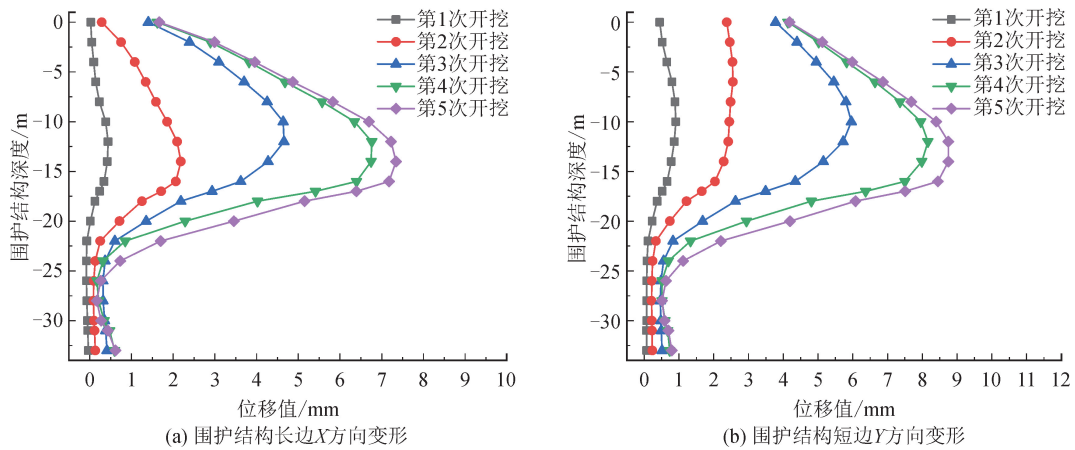 第1次开挖
第2次开挖
第3次开挖
第4次开挖
第5次开挖
0
−5
−10
−15
−20
−25
−30
围护结构深度/m
0 1 2 3 4 5 6 7 8 9 10
位移值/mm
(a) 围护结构长边X方向变形
第1次开挖
第2次开挖
第3次开挖
第4次开挖
第5次开挖
0
−5
−10
−15
−20
−25
−30
围护结构深度/m
0 1 2 3 4 5 6 7 8 9 10 11 12
位移值/mm
(b) 围护结构短边Y方向变形